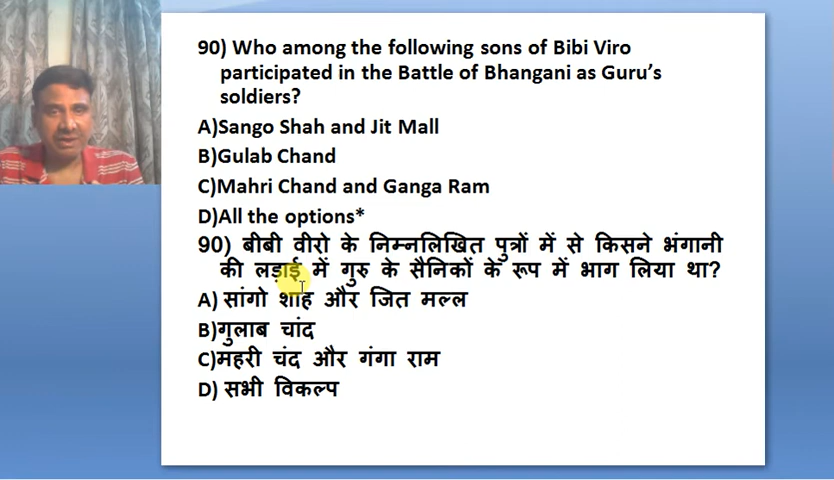 90) Who among the following sons of Bibi Viro
participated in the Battle of Bhangani as Guru's
soldiers?
A)Sango Shah and Jit Mall
B)Gulab Chand
C)Mahri Chand and Ganga Ram
D)All the options*
90) बीबी वीरो के निम्नलिखित पुत्रों में से किसने भंगानी
की लड़ाई में गुरु के सैनिकों के रूप में भाग लिया था?
A) सांगो शाह और जित मल्ल
B)गुलाब चांद
C)महरी चंद और गंगा राम
D) सभी विकल्प